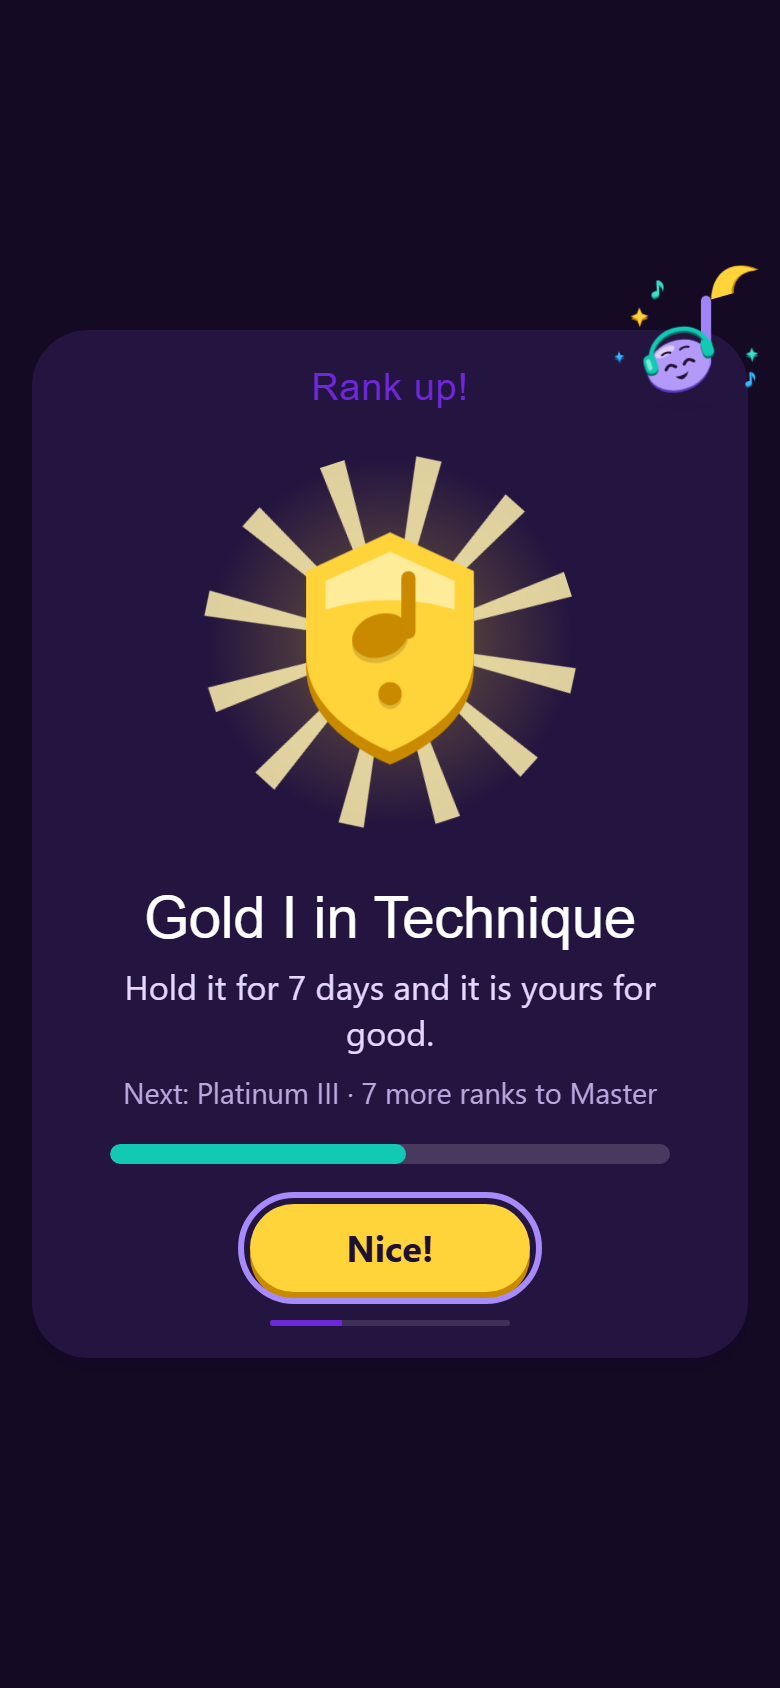 Rank up!
Gold I in Technique
Hold it for 7 days and it is yours for
good.
Next: Platinum III · 7 more ranks to Master
Nice!